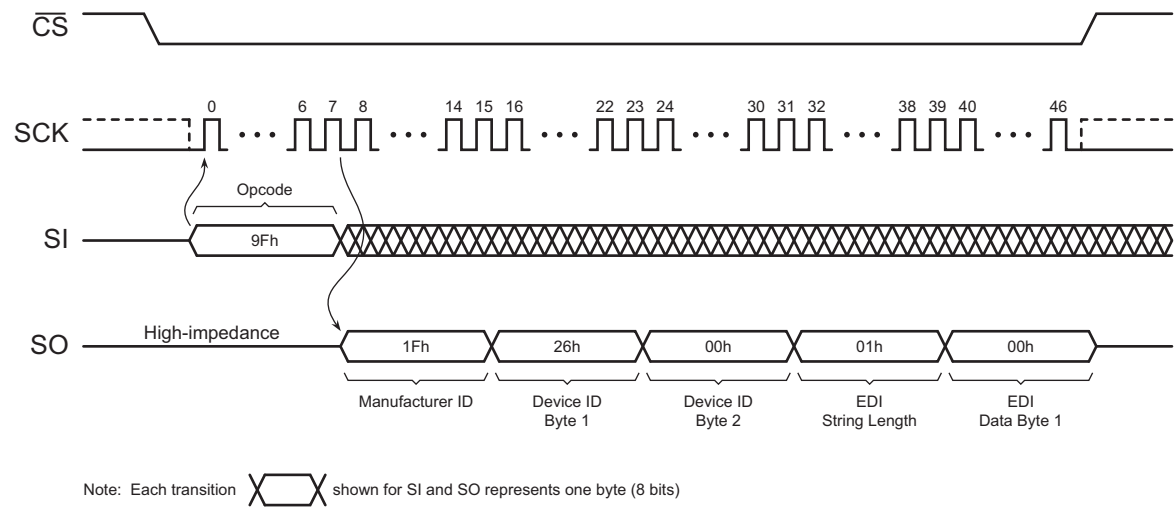 CS
0 6 7 8 14 15 16 22 23 24 30 31 32 38 39 40 46
SCK
Opcode
SI 9Fh
High-impedance
SO 1Fh 26h 00h 01h 00h
Manufacturer ID Device ID Device ID EDI EDI
Byte 1 Byte 2 String Length Data Byte 1
Note: Each transition shown for SI and SO represents one byte (8 bits)